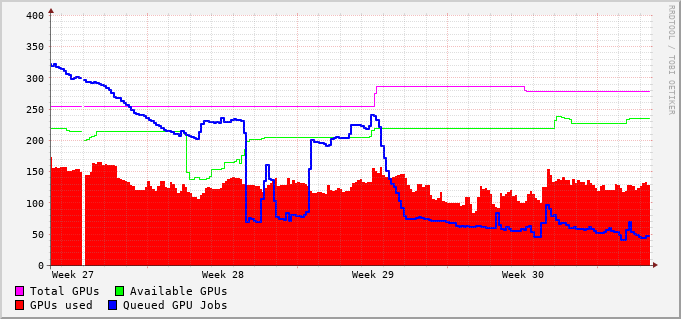 400
350
300
250
200
150
100
50
0
Week 27 Week 28 Week 29 Week 30
Total GPUs Available GPUs
GPUs used Queued GPU Jobs
RRDTOOL / TOBI OETIKER